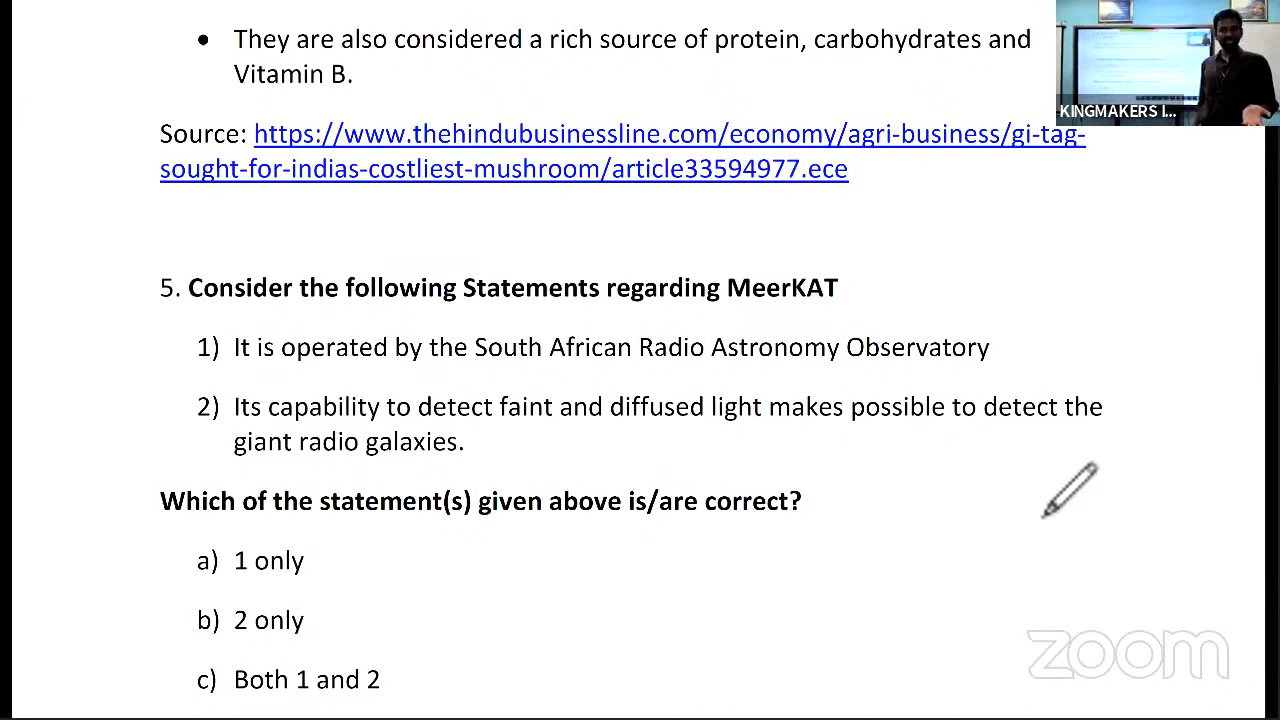 • They are also considered a rich source of protein, carbohydrates and
Vitamin B.
KINGMAKERS I...
Source: https://www.thehindubusinessline.com/economy/agri-business/gi-tag-
sought-for-indias-costliest-mushroom/article33594977.ece
5. Consider the following Statements regarding MeerKAT
1) It is operated by the South African Radio Astronomy Observatory
2) Its capability to detect faint and diffused light makes possible to detect the
giant radio galaxies.
Which of the statement(s) given above is/are correct?
a) 1 only
b) 2 only
c) Both 1 and 2
zoom